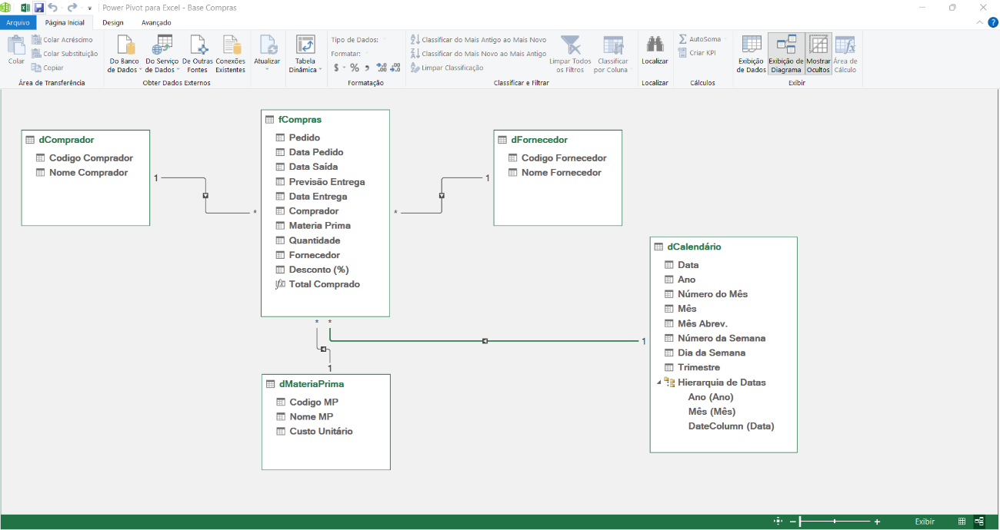 Power Pivot para Excel - Base Compras
Arquivo
Página Inicial
Design
Avançado
?
Colar
Colar Acréscimo
Colar Substituição
Copiar
Área de Transferência
Do Banco
de Dados
Do Serviço
de Dados
De Outras
Fontes
Conexões
Existentes
Obter Dados Externos
Atualizar
Tabela
Dinâmica
Tipo de Dados:
Formatar:
$ % ,
Formatação
Classificar do Mais Antigo ao Mais Novo
Classificar do Mais Novo ao Mais Antigo
Limpar Classificação
Limpar Todos
os Filtros
Classificar
por Coluna
Classificar e Filtrar
Localizar
Localizar
AutoSoma
Criar KPI
Cálculos
Exibição
de Dados
Exibição de
Diagrama
Mostrar
Ocultos
Área de
Cálculo
Exibir
dComprador
Codigo Comprador
Nome Comprador
1
*
fCompras
Pedido
Data Pedido
Data Saída
Previsão Entrega
Data Entrega
Comprador
Materia Prima
Quantidade
Fornecedor
Desconto (%)
Total Comprado
*
1
dFornecedor
Codigo Fornecedor
Nome Fornecedor
dCalendário
Data
Ano
Número do Mês
Mês
Mês Abrev.
Número da Semana
Dia da Semana
Trimestre
Hierarquia de Datas
Ano (Ano)
Mês (Mês)
DateColumn (Data)
* *
1
1
dMateriaPrima
Codigo MP
Nome MP
Custo Unitário
Exibir